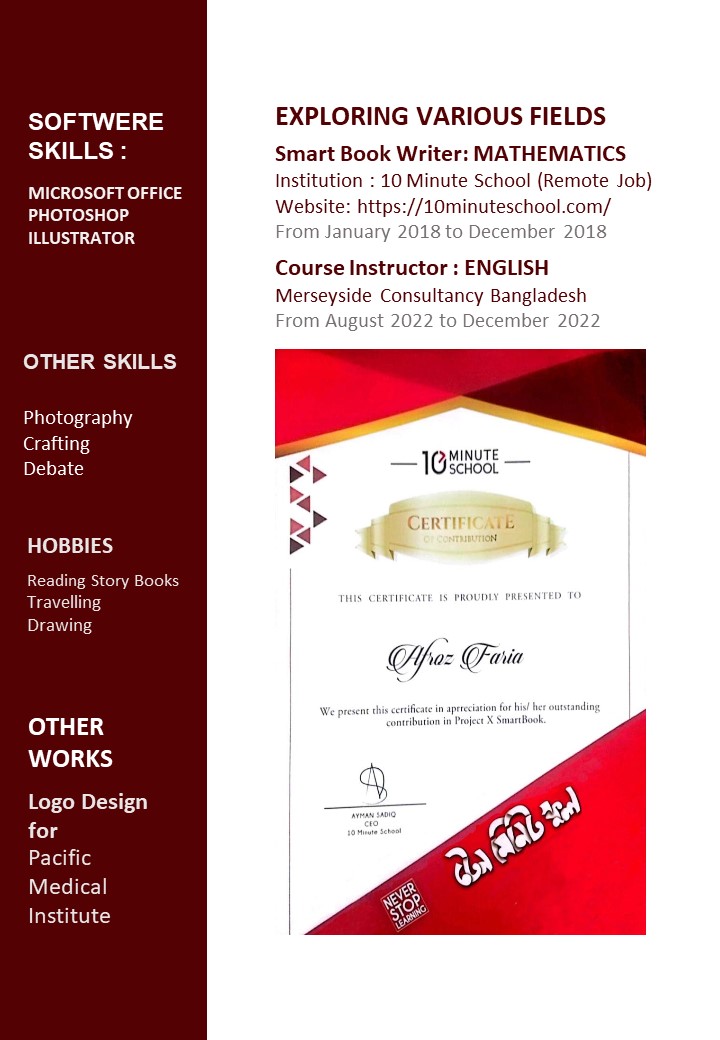 SOFTWERE
SKILLS :
MICROSOFT OFFICE
PHOTOSHOP
ILLUSTRATOR
OTHER SKILLS
Photography
Crafting
Debate
HOBBIES
Reading Story Books
Travelling
Drawing
OTHER
WORKS
Logo Design
for
Pacific
Medical
Institute
EXPLORING VARIOUS FIELDS
Smart Book Writer: MATHEMATICS
Institution : 10 Minute School (Remote Job)
Website: https://10minuteschool.com/
From January 2018 to December 2018
Course Instructor : ENGLISH
Merseyside Consultancy Bangladesh
From August 2022 to December 2022
10 MINUTE
SCHOOL
CERTIFICATE
OF CONTRIBUTION
THIS CERTIFICATE IS PROUDLY PRESENTED TO
Afroz Faria
We present this certificate in apreciation for his/ her outstanding
contribution in Project X SmartBook.
AYMAN SADIQ
CEO
10 Minute School
টেন মিনিট স্কুল
NEVER
STOP
LEARNING